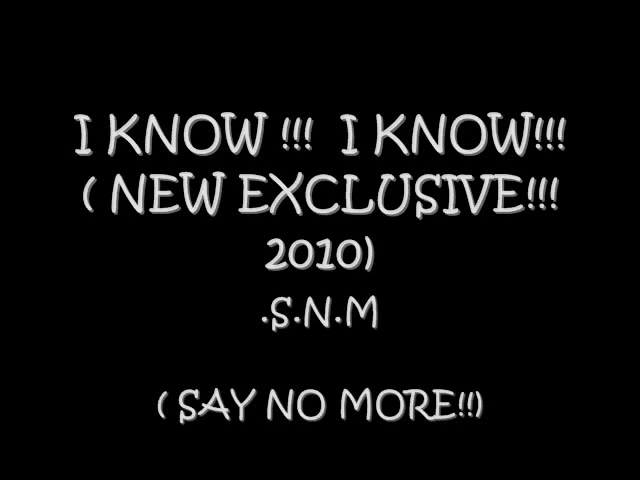 I KNOW !!! I KNOW!!!
( NEW EXCLUSIVE!!!
2010)
.S.N.M
( SAY NO MORE!!)